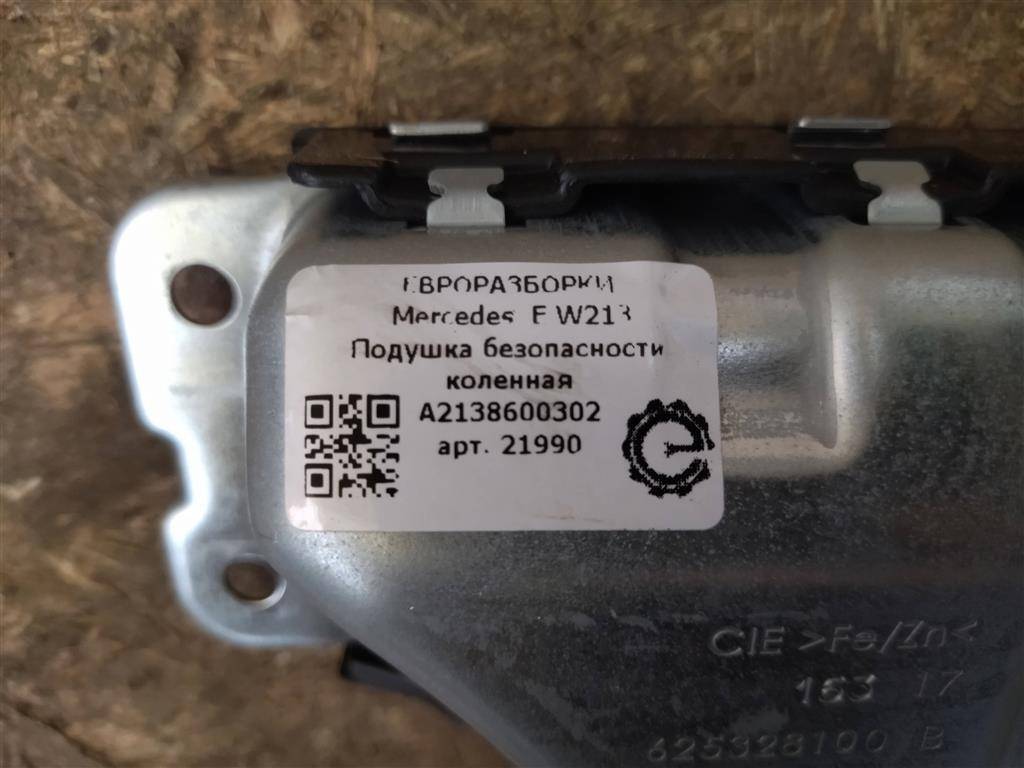 ЕВРОРАЗБОРКИ
Mercedes E W213
Подушка безопасности
коленная
A2138600302
арт. 21990
CIE >Fe/Zn<
153 17
625328100 B